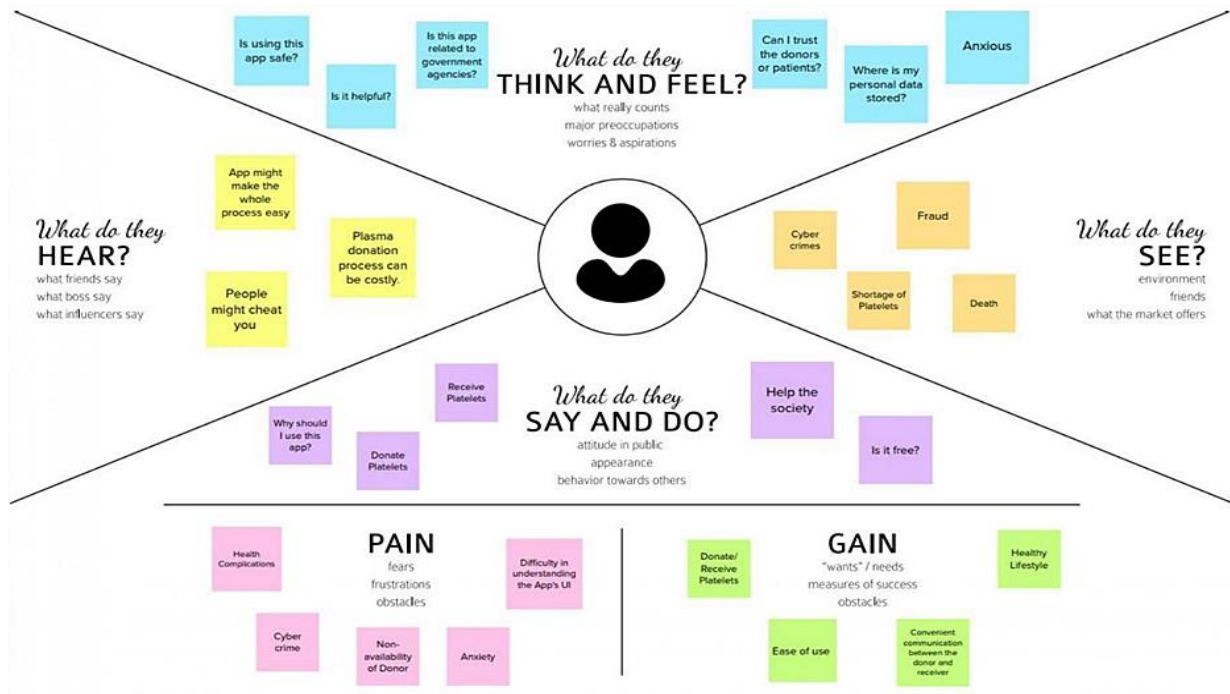 Is using this
app safe?
Is it helpful?
Is this app
related to
government
agencies?
What do they
THINK AND FEEL?
what really counts
major preoccupations
worries & aspirations
Can I trust
the donors
or patients?
Where is my
personal data
stored?
Anxious
What do they
HEAR?
what friends say
what boss say
what influencers say
App might
make the
whole
process easy
Plasma
donation
process can
be costly.
People
might cheat
you
Cyber
crimes
Fraud
Shortage of
Platelets
Death
What do they
SEE?
environment
friends
what the market offers
What do they
SAY AND DO?
attitude in public
appearance
behavior towards others
Why should
I use this
app?
Donate
Platelets
Receive
Platelets
Help the
society
Is it free?
PAIN
fears
frustrations
obstacles
Health
Complications
Difficulty in
understanding
the App's UI
Cyber
crime
Non-
availability
of Donor
Anxiety
GAIN
"wants" / needs
measures of success
obstacles
Donate/
Receive
Platelets
Healthy
Lifestyle
Ease of use
Convenient
communication
between the
donor and
receiver